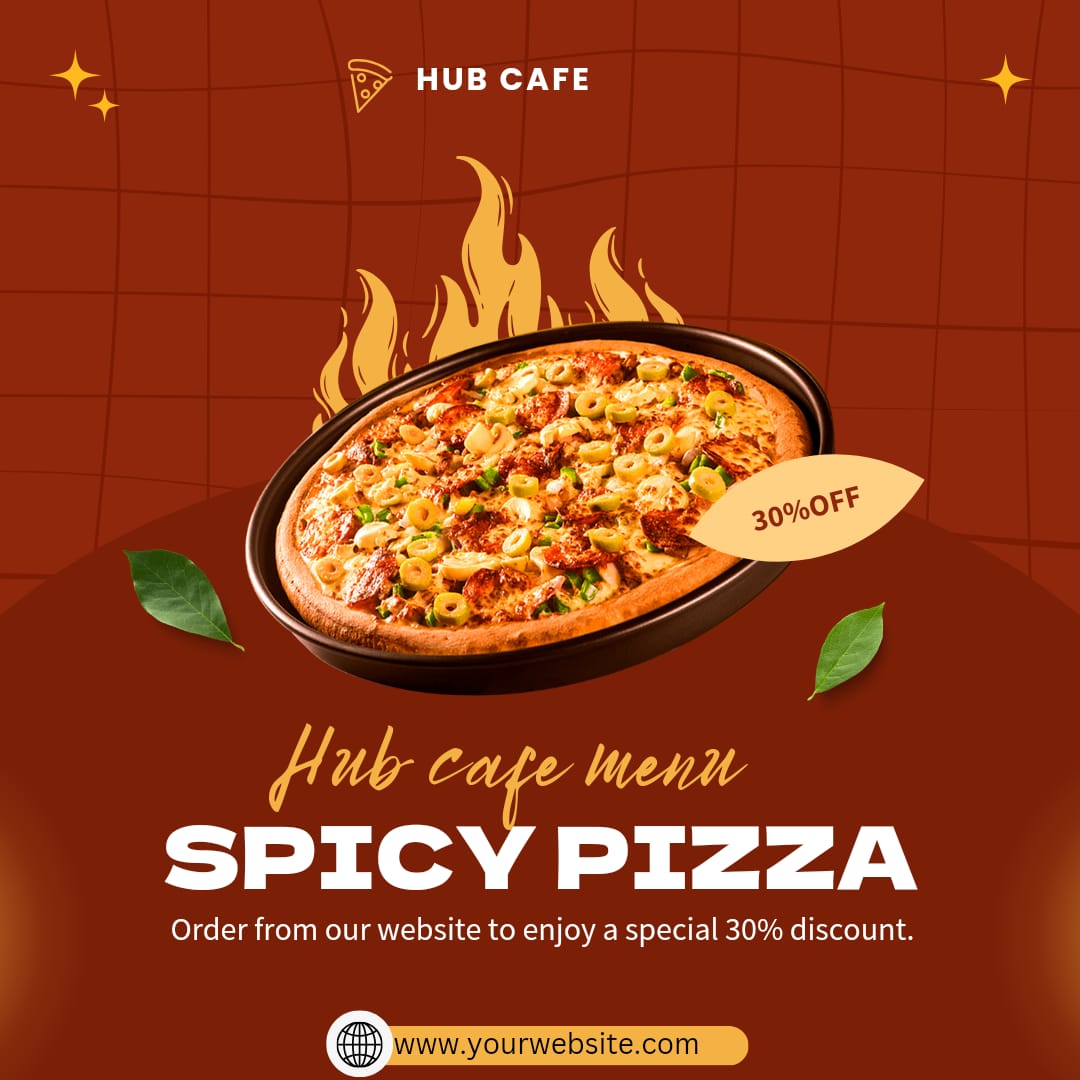 HUB CAFE
30%OFF
Hub cafe menu
SPICY PIZZA
Order from our website to enjoy a special 30% discount.
www.yourwebsite.com